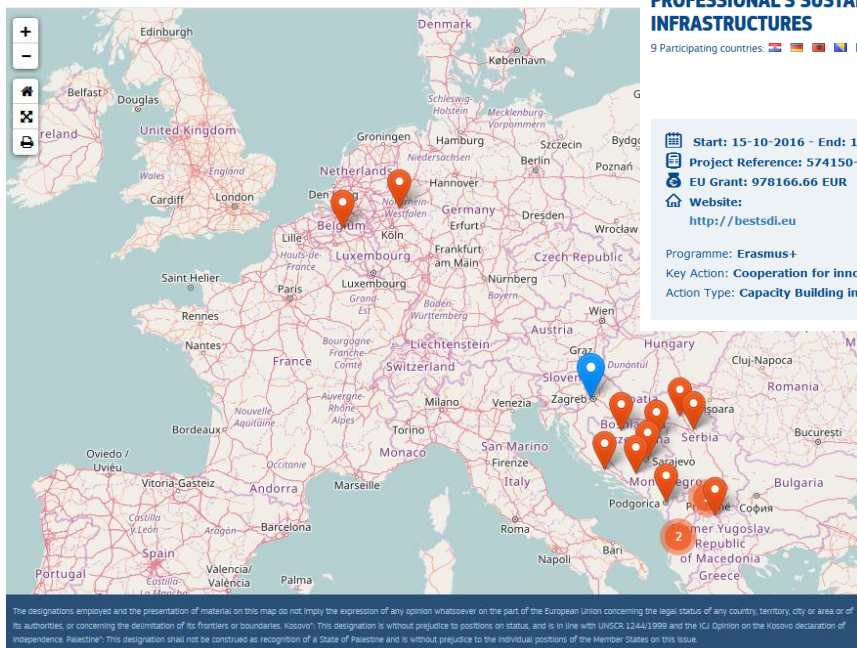 PROFESSIONAL'S SUSTA
INFRASTRUCTURES
9 Participating countries:
Start: 15-10-2016 - End: 1
Project Reference: 574150-
EU Grant: 978166.66 EUR
Website:
http://bestsdi.eu
Programme: Erasmus+
Key Action: Cooperation for inno
Action Type: Capacity Building in
+
−
Denmark
Edinburgh
København
Belfast
Douglas
Schleswig-
Holstein
Mecklenburg-
Vorpommern
reland
United Kingdom
Groningen
Hamburg
Szczecin
Bydg
Niedersachsen
Berlin
Poznań
Netherlands
England
Wales
Hannover
Cardiff
London
Den
Westfalen
Germany
Belgium
Dresden
Lille
Köln
Erfurt
Wrocław
Hauts-de-
France
Luxembourg
Frankfurt
am Main
Czech Republic
Saint Helier
Luxembourg
Nürnberg
Paris
Grand-
Est
Bayern
Rennes
Baden-
Württemberg
Wien
Nantes
Bourgogne-
Franche-
Comté
Liechtenstein
Austria
Hungary
Graz
France
Switzerland
Dunántúl
Cluj-Napoca
Sloven
Romania
Auvergne-
Rhône-
Alpes
Milano
Venezia
Zagreb
Nouvelle-
Aquitaine
Bordeaux
Torino
Serbia
București
San Marino
Monaco
Oviedo /
Uviéu
Occitanie
Firenze
Sarajevo
Vitoria-Gasteiz
Andorra
Marseille
Italy
Bulgaria
Podgorica
София
Castilla
y León
Aragón
Barcelona
Roma
mer Yugoslav
Republic
of Macedonia
2
Spain
Bari
Napoli
Valencia/
València
Palma
Portugal
Castilla-
La Mancha
Greece
The designations employed and the presentation of material on this map do not imply the expression of any opinion whatsoever on the part of the European Union concerning the legal status of any country, territory, city or area or of
its authorities, or concerning the delimitation of its frontiers or boundaries. Kosovo*: This designation is without prejudice to positions on status, and is in line with UNSCR 1244/1999 and the ICJ Opinion on the Kosovo declaration of
independence. Palestine*: This designation shall not be construed as recognition of a State of Palestine and is without prejudice to the individual positions of the Member States on this issue.